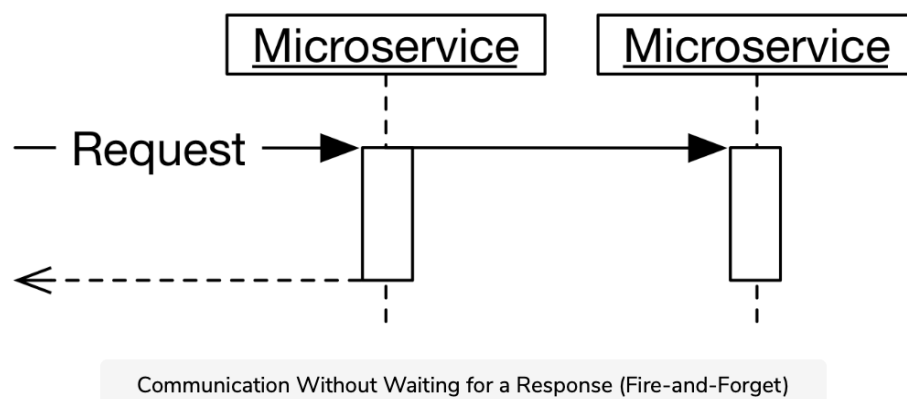 Microservice Microservice
Request
Communication Without Waiting for a Response (Fire-and-Forget)